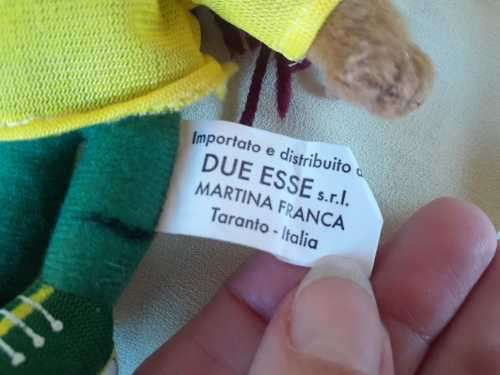 Importato e distribuito
DUE ESSE s.r.l.
MARTINA FRANCA
Taranto - Italia